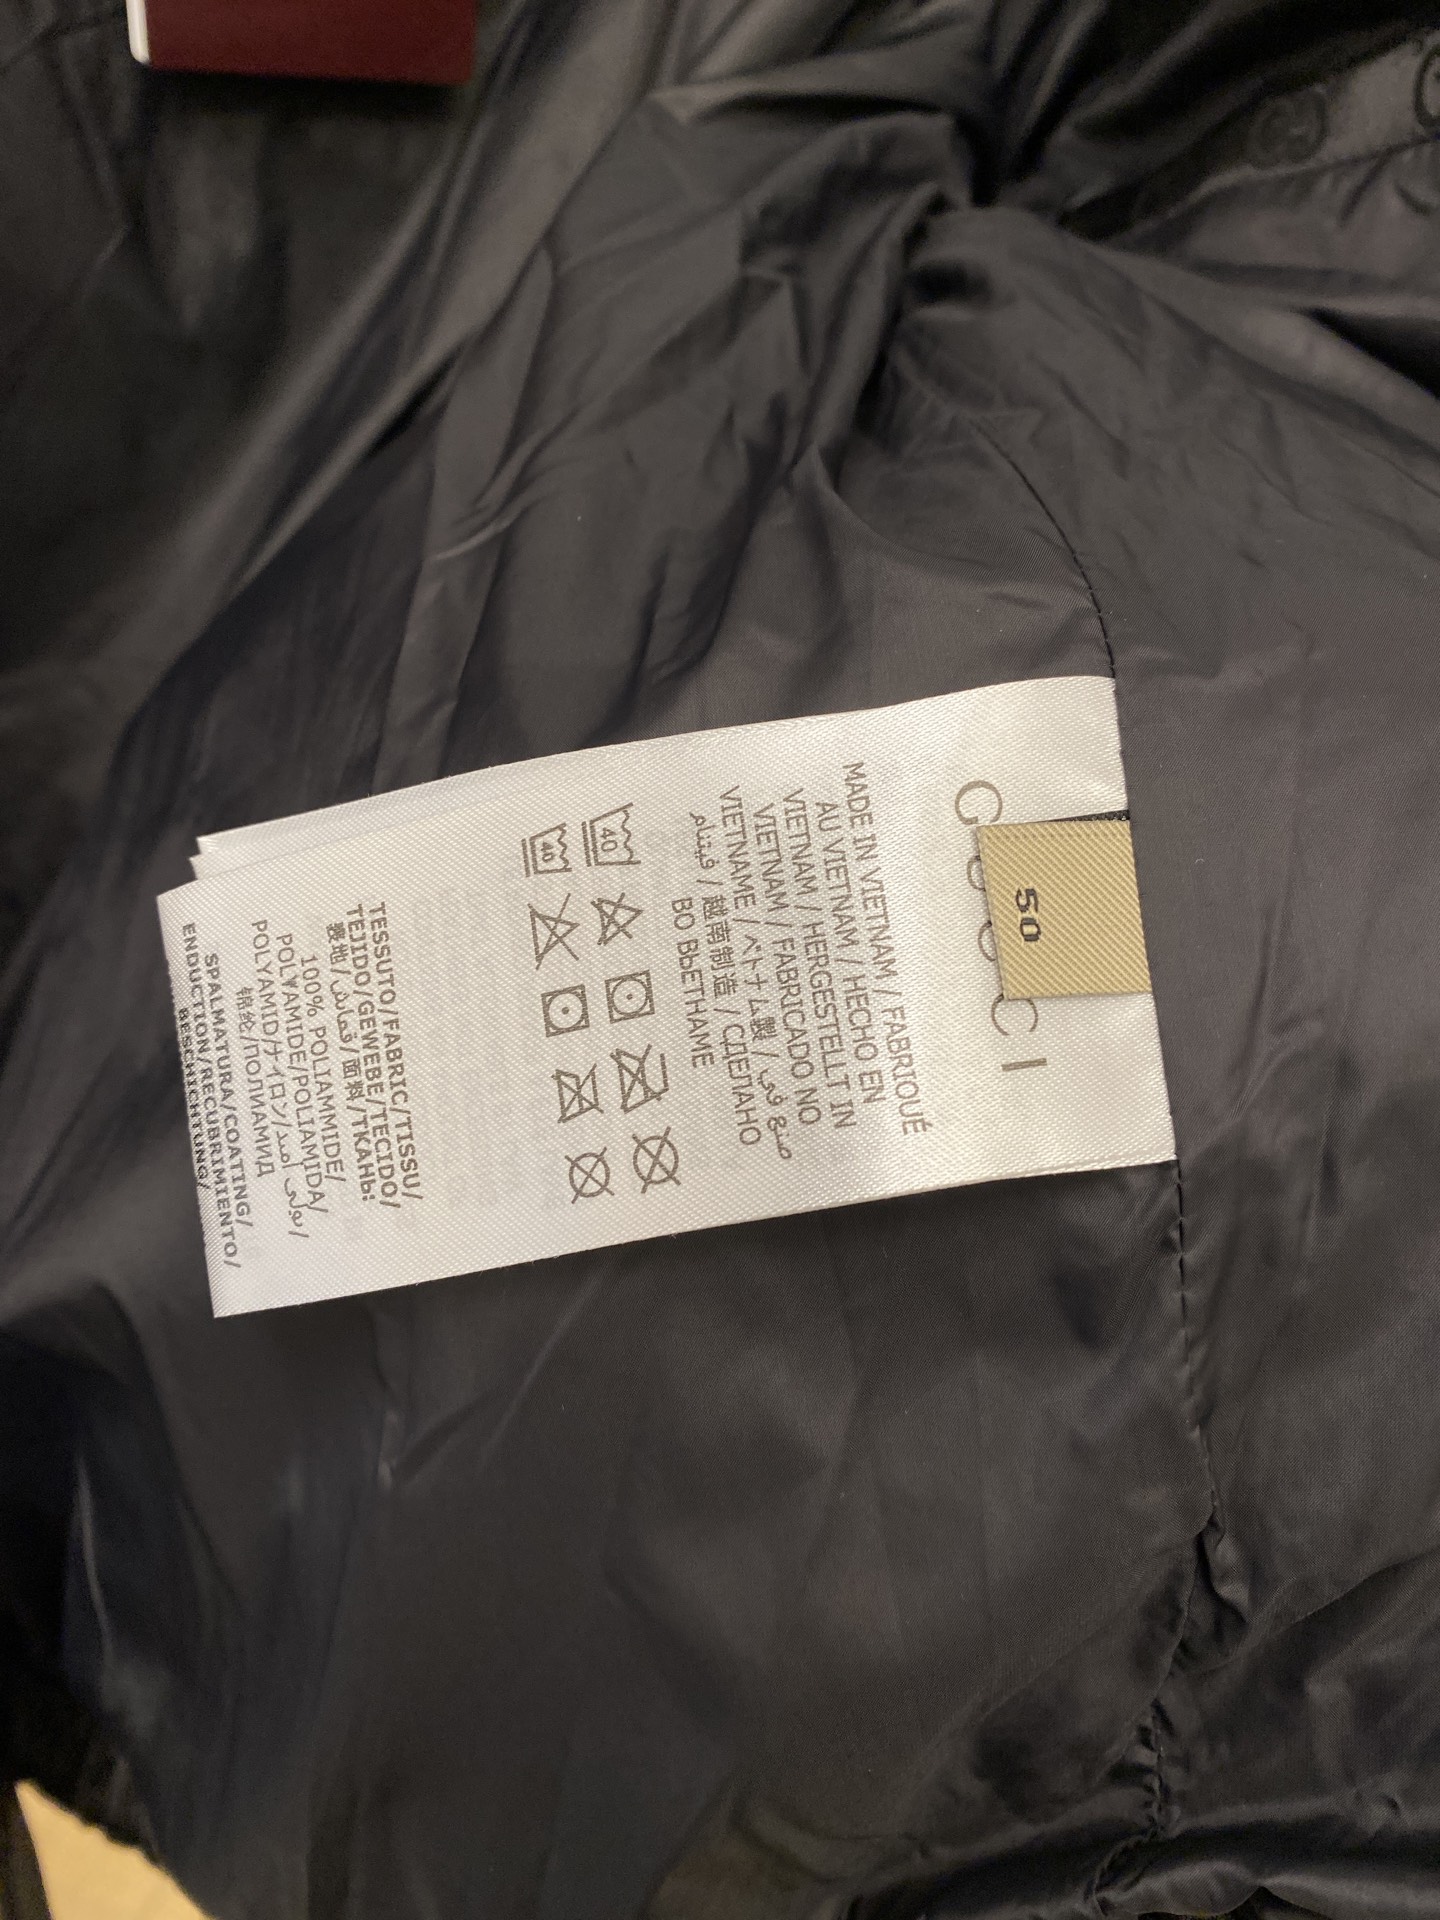 GUCCI
50
MADE IN VIETNAM / FABRIQUÉ
AU VIETNAM / HECHO EN
VIETNAM / HERGESTELLT IN
VIETNAM / FABRICADO NO
VIETNAME / ベトナム製 / صنع في
فيتنام / 越南制造 / СДЕЛАНО
ВО ВЬЕТНАМЕ
40
40
TESSUTO/FABRIC/TISSU/
TEJIDO/GEWEBE/TECIDO/
表地/قماش/面料/ТКАНЬ:
100% POLIAMMIDE/
POLYAMIDE/POLIAMIDA/
POLYAMID/ナイロン/بولي أميد/
锦纶/ПОЛИАМИД
SPALMATURA/COATING/
ENDUCTION/RECUBRIMIENTO/
BESCHICHTUNG/